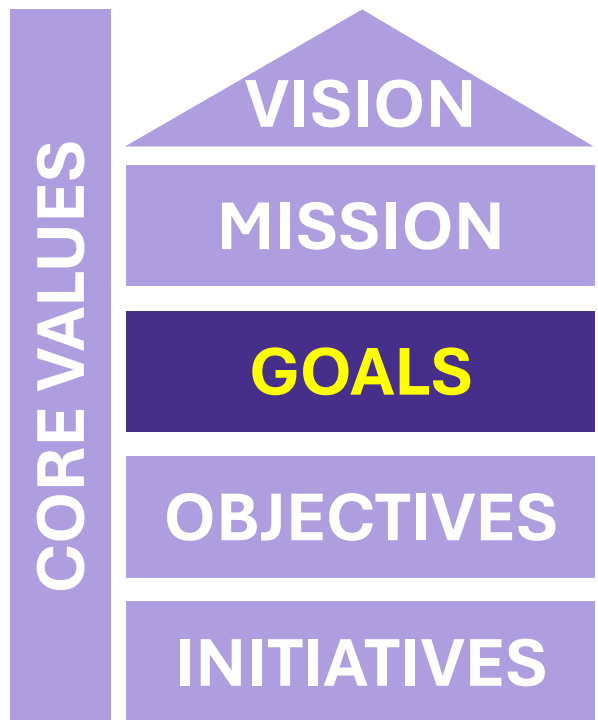 CORE VALUES
VISION
MISSION
GOALS
OBJECTIVES
INITIATIVES